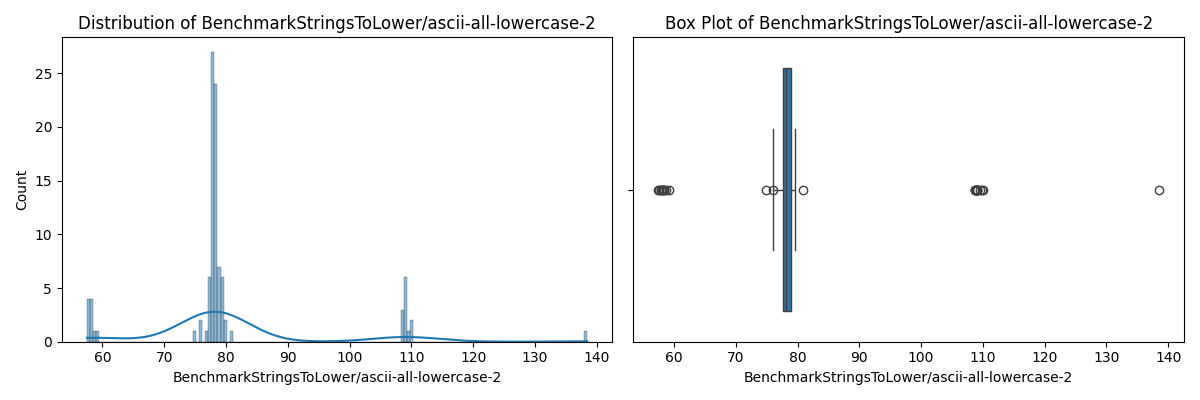 Distribution of BenchmarkStringsToLower/ascii-all-lowercase-2
Count
25
20
15
10
5
0
60 70 80 90 100 110 120 130 140
BenchmarkStringsToLower/ascii-all-lowercase-2
Box Plot of BenchmarkStringsToLower/ascii-all-lowercase-2
60 70 80 90 100 110 120 130 140
BenchmarkStringsToLower/ascii-all-lowercase-2